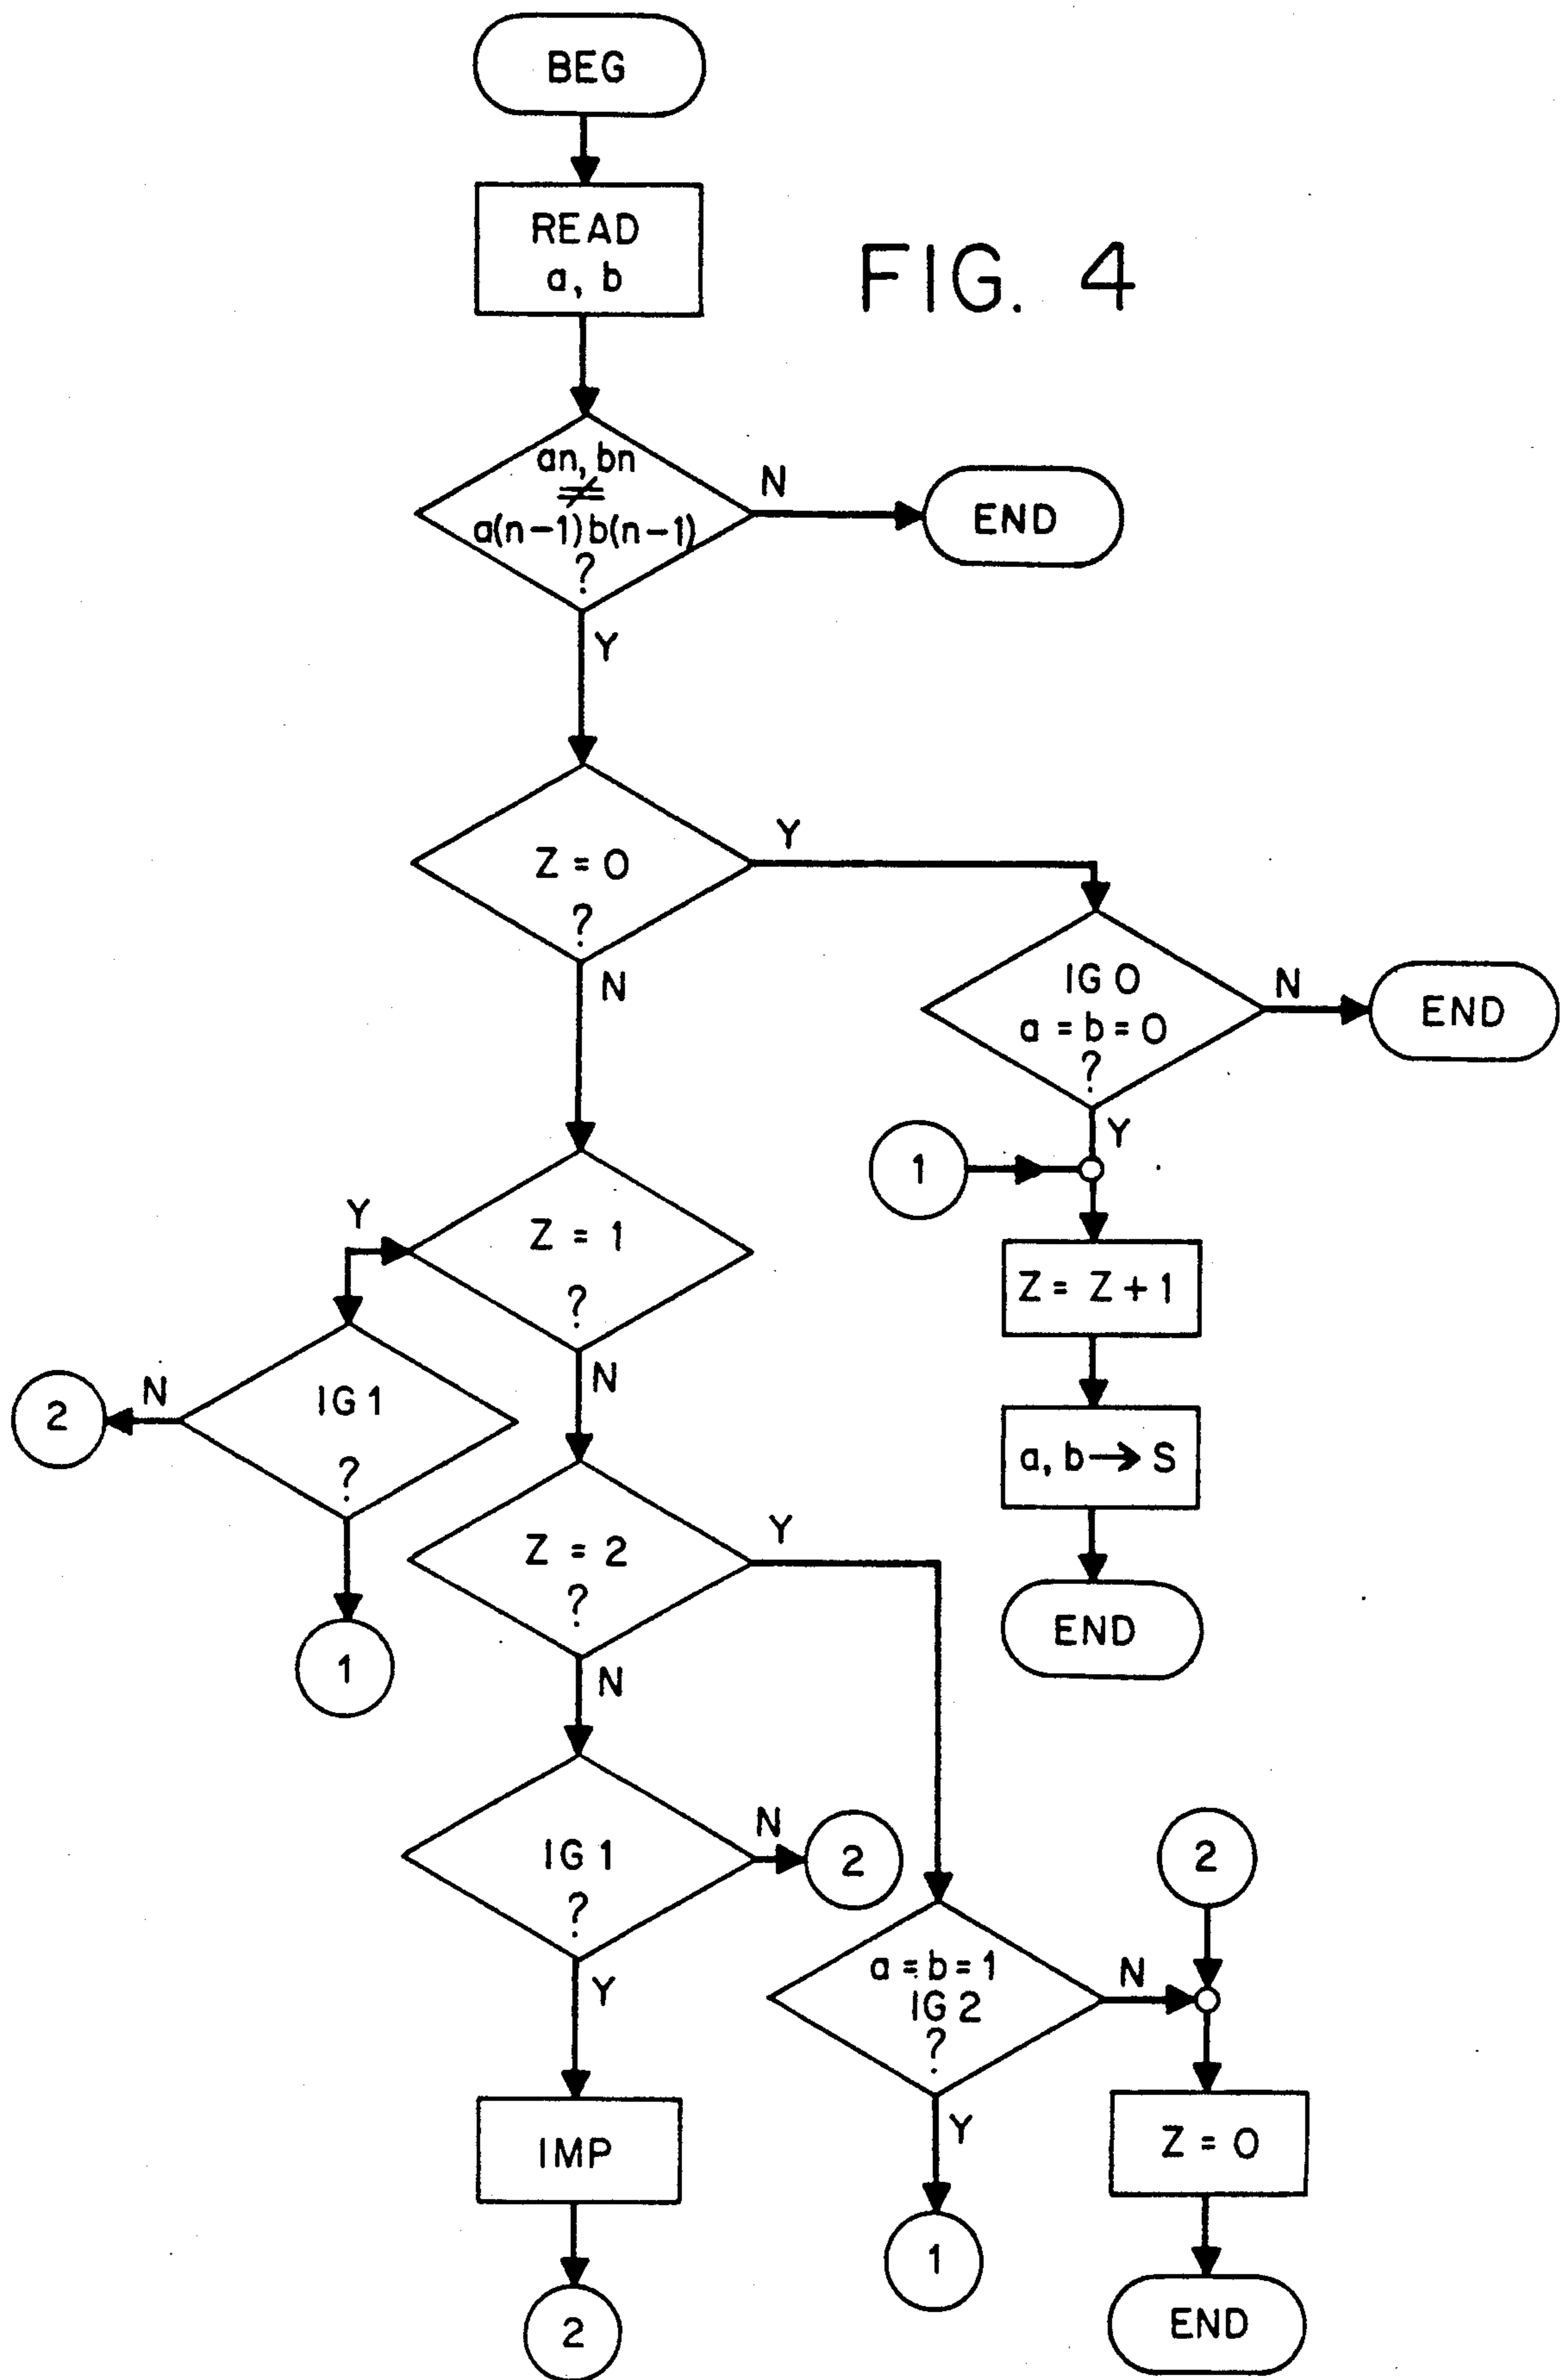 BEG
READ
a, b
FIG. 4
an, bn
≠
a(n-1)b(n-1)
?
N
END
Y
Z = 0
?
Y
N
IG 0
a = b = 0
?
N
END
Y
1
Z = Z + 1
a, b → S
END
Z = 1
?
Y
N
IG 1
?
N
2
1
Z = 2
?
Y
N
IG 1
?
N
2
Y
IMP
2
a = b = 1
IG 2
?
N
2
Y
1
Z = 0
END